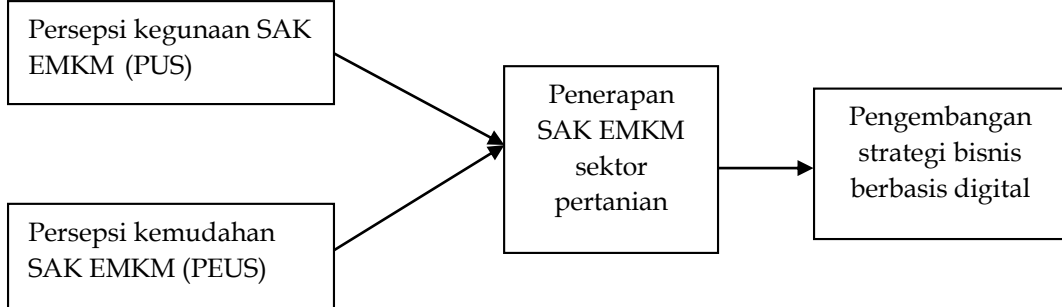 Persepsi kegunaan SAK
EMKM (PUS)
Persepsi kemudahan
SAK EMKM (PEUS)
Penerapan
SAK EMKM
sektor
pertanian
Pengembangan
strategi bisnis
berbasis digital